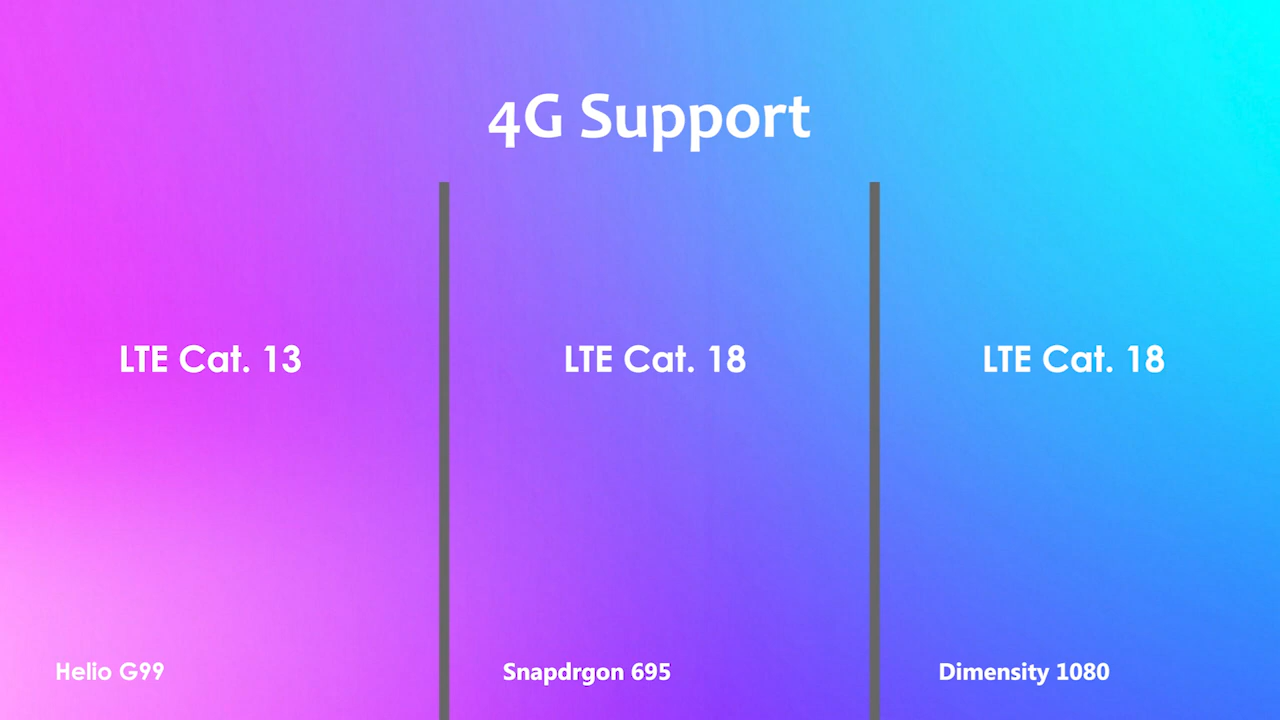 4G Support
LTE Cat. 13
LTE Cat. 18
LTE Cat. 18
Helio G99
Snapdrgon 695
Dimensity 1080